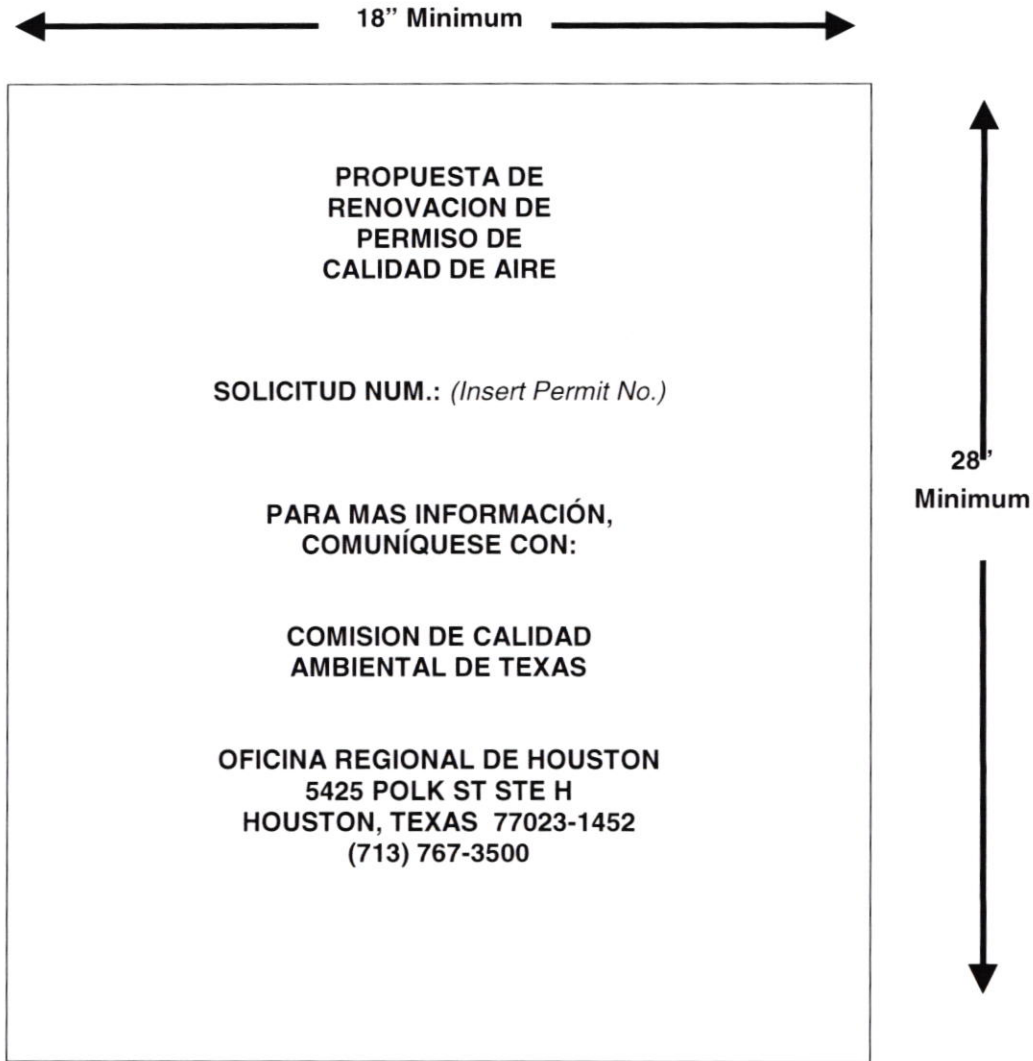 18” Minimum
PROPUESTA DE
RENOVACION DE
PERMISO DE
CALIDAD DE AIRE
SOLICITUD NUM.: (Insert Permit No.)
28”
Minimum
PARA MAS INFORMACIÓN,
COMUNÍQUESE CON:
COMISION DE CALIDAD
AMBIENTAL DE TEXAS
OFICINA REGIONAL DE HOUSTON
5425 POLK ST STE H
HOUSTON, TEXAS 77023-1452
(713) 767-3500